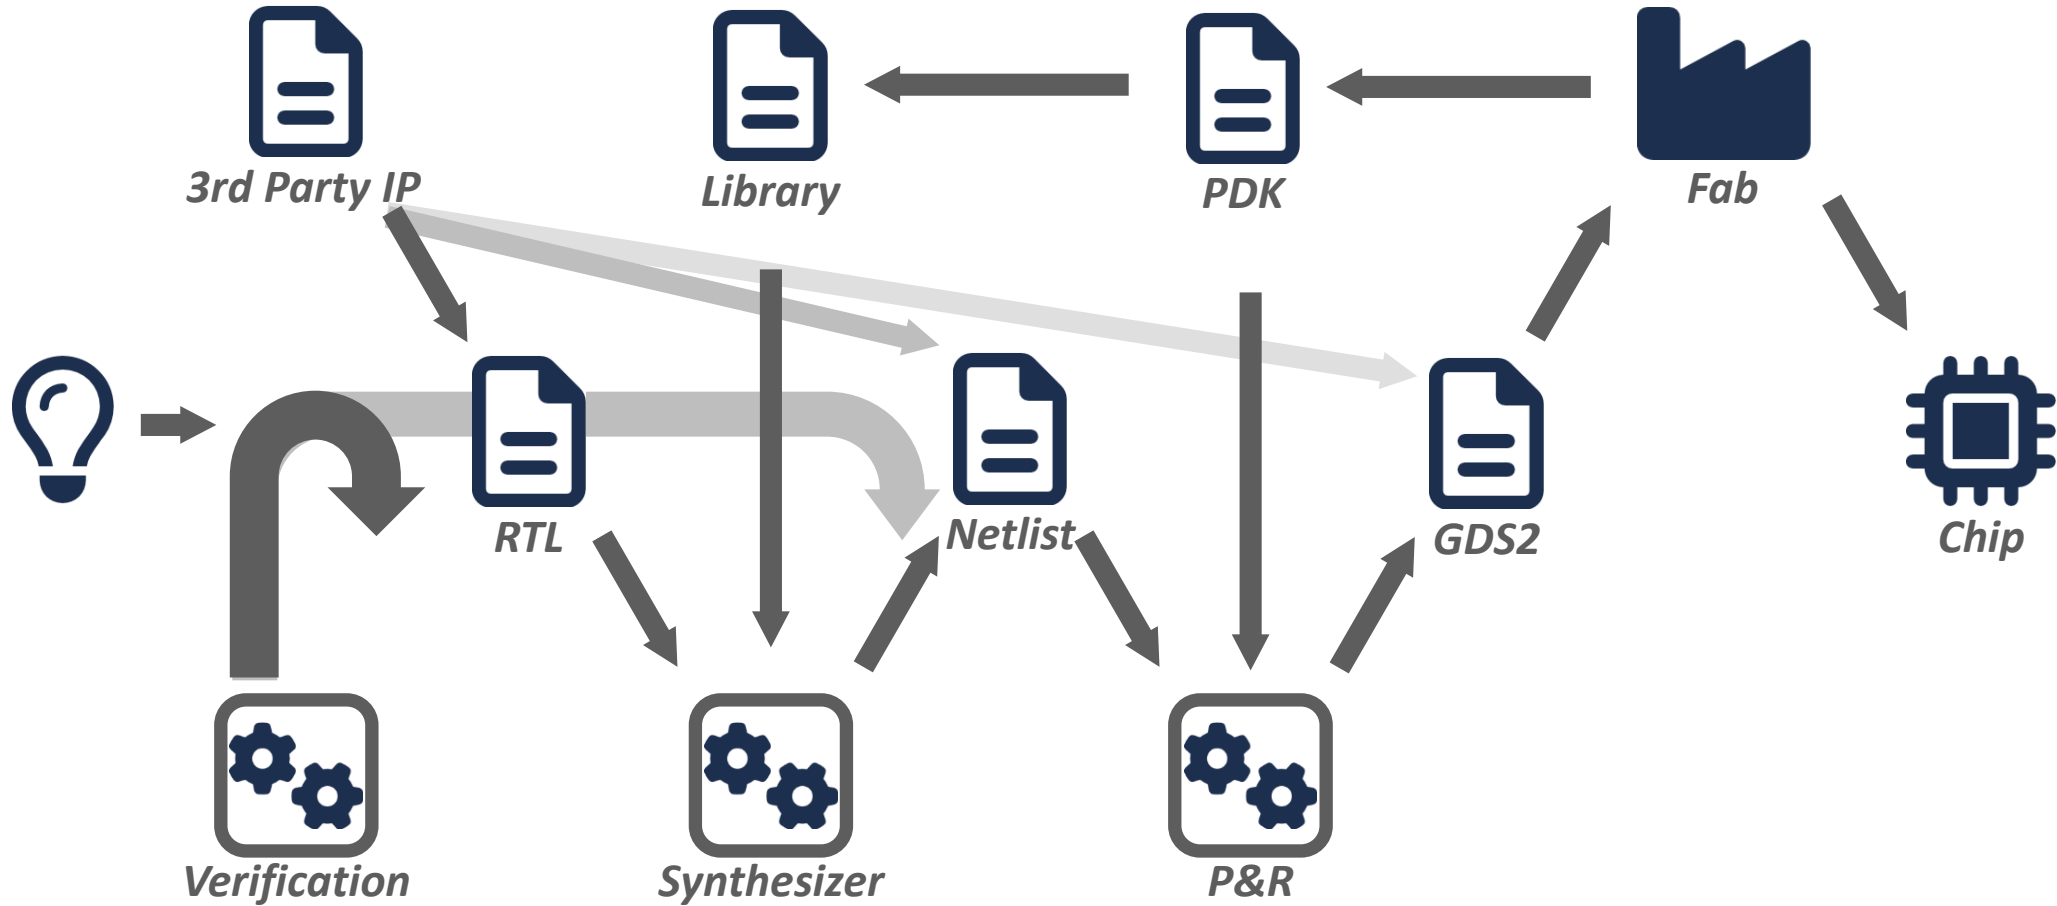 3rd Party IP
Library
PDK
Fab
RTL
Netlist
GDS2
Chip
Verification
Synthesizer
P&R